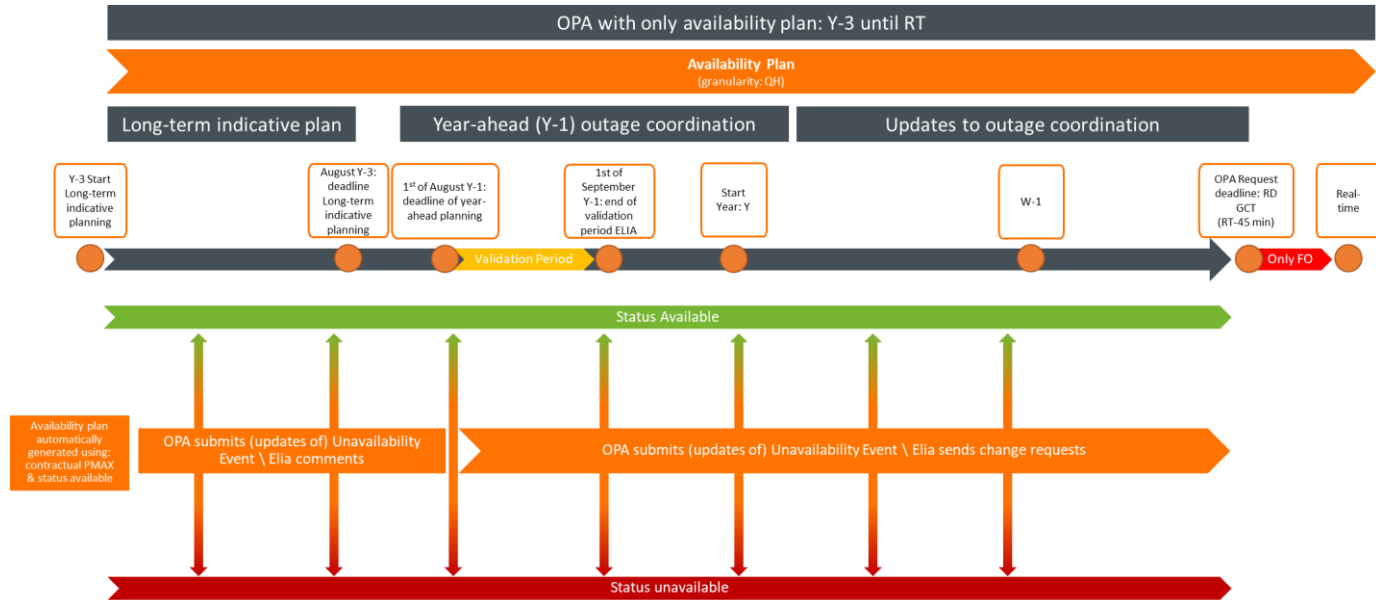 OPA with only availability plan: Y-3 until RT
Availability Plan
(granularity: QH)
Long-term indicative plan
Year-ahead (Y-1) outage coordination
Updates to outage coordination
Y-3 Start
Long-term
indicative
planning
August Y-3:
deadline
Long-term
indicative
planning
1st of August Y-1:
deadline of year-
ahead planning
1st of
September
Y-1: end of
validation
period ELIA
Start
Year: Y
W-1
OPA Request
deadline: RD
GCT
(RT-45 min)
Real-
time
Validation Period
Only FO
Status Available
Availability plan
automatically
generated using:
contractual PMAX
& status available
OPA submits (updates of) Unavailability
Event \ Elia comments
OPA submits (updates of) Unavailability Event \ Elia sends change requests
Status unavailable